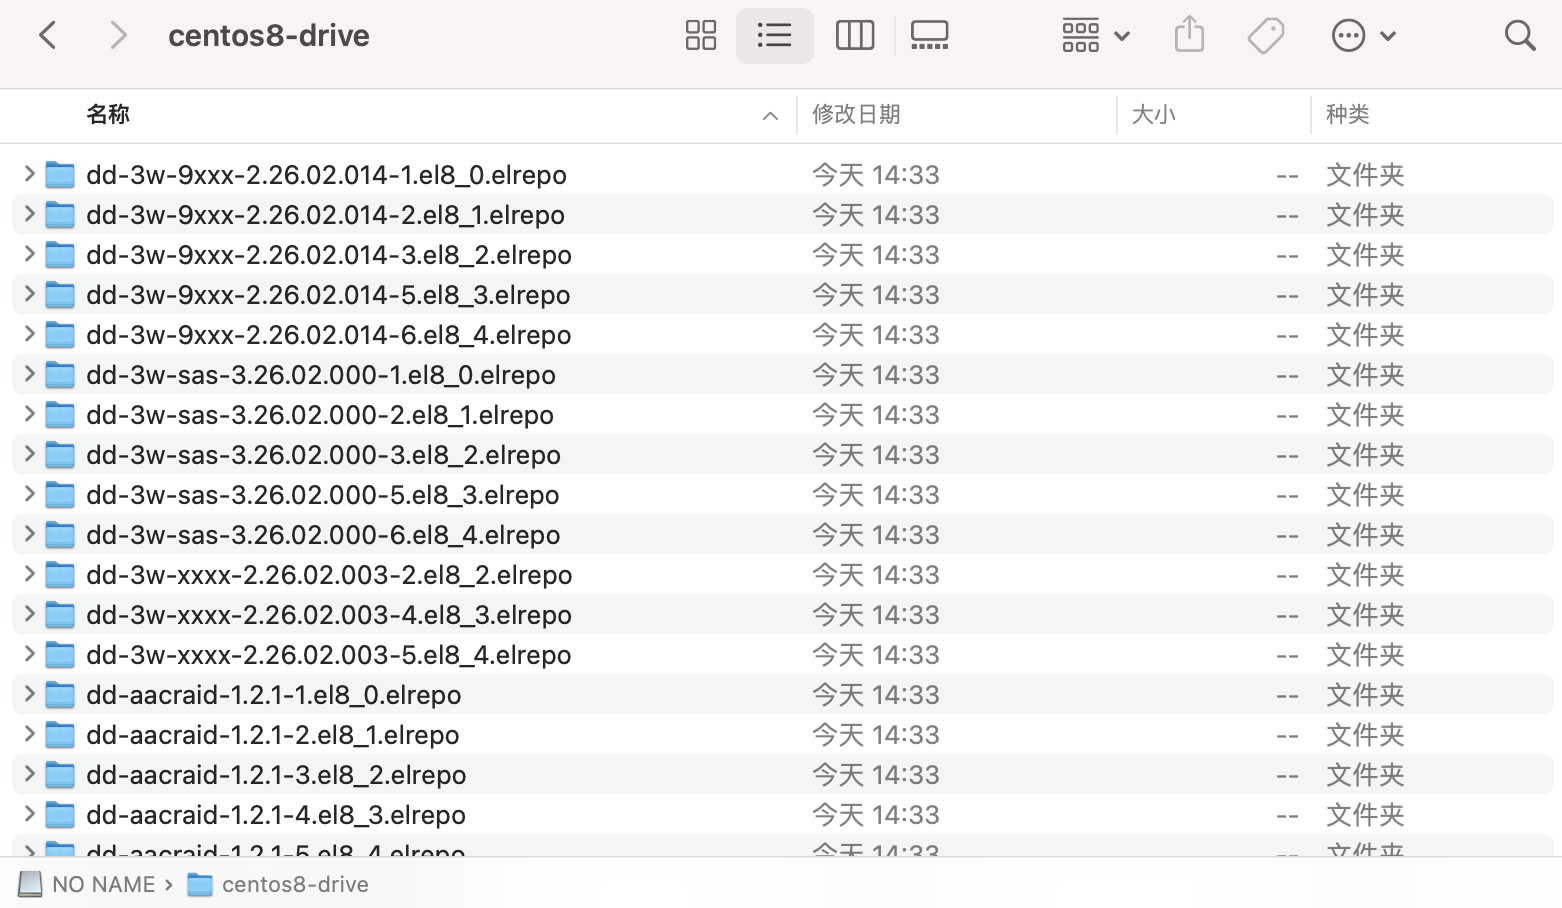 centos8-drive
名称 修改日期 大小 种类
dd-3w-9xxx-2.26.02.014-1.el8_0.elrepo 今天 14:33 -- 文件夹
dd-3w-9xxx-2.26.02.014-2.el8_1.elrepo 今天 14:33 -- 文件夹
dd-3w-9xxx-2.26.02.014-3.el8_2.elrepo 今天 14:33 -- 文件夹
dd-3w-9xxx-2.26.02.014-5.el8_3.elrepo 今天 14:33 -- 文件夹
dd-3w-9xxx-2.26.02.014-6.el8_4.elrepo 今天 14:33 -- 文件夹
dd-3w-sas-3.26.02.000-1.el8_0.elrepo 今天 14:33 -- 文件夹
dd-3w-sas-3.26.02.000-2.el8_1.elrepo 今天 14:33 -- 文件夹
dd-3w-sas-3.26.02.000-3.el8_2.elrepo 今天 14:33 -- 文件夹
dd-3w-sas-3.26.02.000-5.el8_3.elrepo 今天 14:33 -- 文件夹
dd-3w-sas-3.26.02.000-6.el8_4.elrepo 今天 14:33 -- 文件夹
dd-3w-xxxx-2.26.02.003-2.el8_2.elrepo 今天 14:33 -- 文件夹
dd-3w-xxxx-2.26.02.003-4.el8_3.elrepo 今天 14:33 -- 文件夹
dd-3w-xxxx-2.26.02.003-5.el8_4.elrepo 今天 14:33 -- 文件夹
dd-aacraid-1.2.1-1.el8_0.elrepo 今天 14:33 -- 文件夹
dd-aacraid-1.2.1-2.el8_1.elrepo 今天 14:33 -- 文件夹
dd-aacraid-1.2.1-3.el8_2.elrepo 今天 14:33 -- 文件夹
dd-aacraid-1.2.1-4.el8_3.elrepo 今天 14:33 -- 文件夹
dd-aacraid-1.2.1-5.el8_4.elrepo 今天 14:33 -- 文件夹
NO NAME › centos8-drive